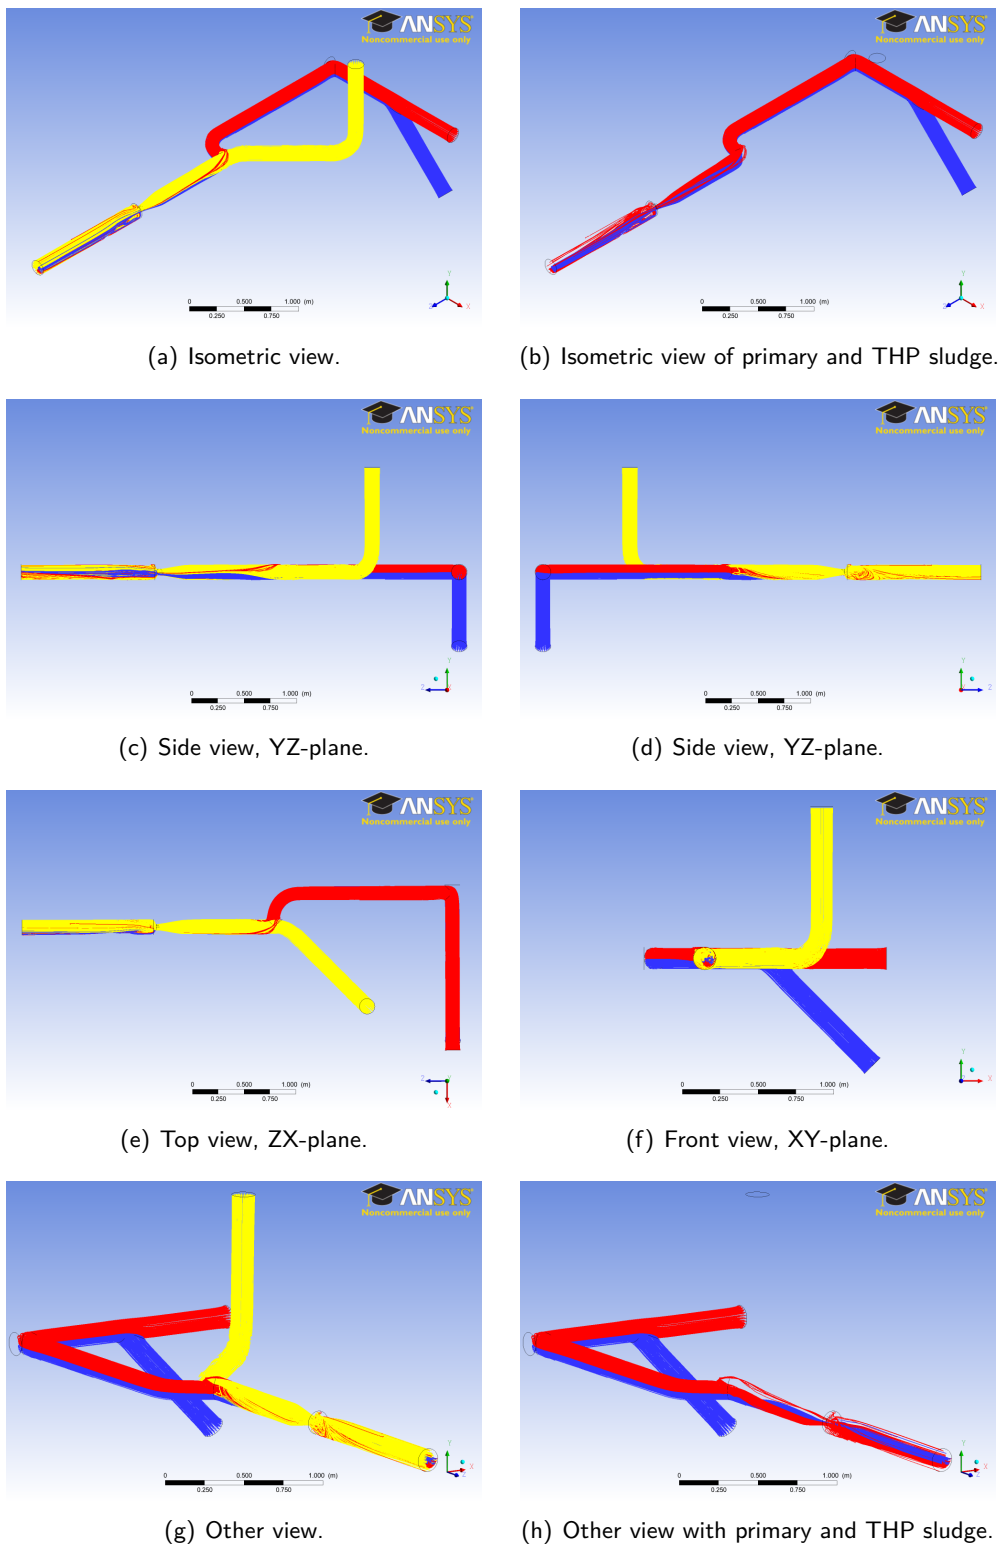 ANSYS
Noncommercial use only
Y
Z
X
0 0.500 1.000 (m)
0.250 0.750
(a) Isometric view.
ANSYS
Noncommercial use only
Y
Z
X
0 0.500 1.000 (m)
0.250 0.750
(b) Isometric view of primary and THP sludge.
ANSYS
Noncommercial use only
Y
Z
0 0.500 1.000 (m)
0.250 0.750
(c) Side view, YZ-plane.
ANSYS
Noncommercial use only
Y
Z
0 0.500 1.000 (m)
0.250 0.750
(d) Side view, YZ-plane.
ANSYS
Noncommercial use only
Z
X
0 0.500 1.000 (m)
0.250 0.750
(e) Top view, ZX-plane.
ANSYS
Noncommercial use only
Y
X
0 0.500 1.000 (m)
0.250 0.750
(f) Front view, XY-plane.
ANSYS
Noncommercial use only
Y
X
Z
0 0.500 1.000 (m)
0.250 0.750
(g) Other view.
ANSYS
Noncommercial use only
Y
X
Z
0 0.500 1.000 (m)
0.250 0.750
(h) Other view with primary and THP sludge.